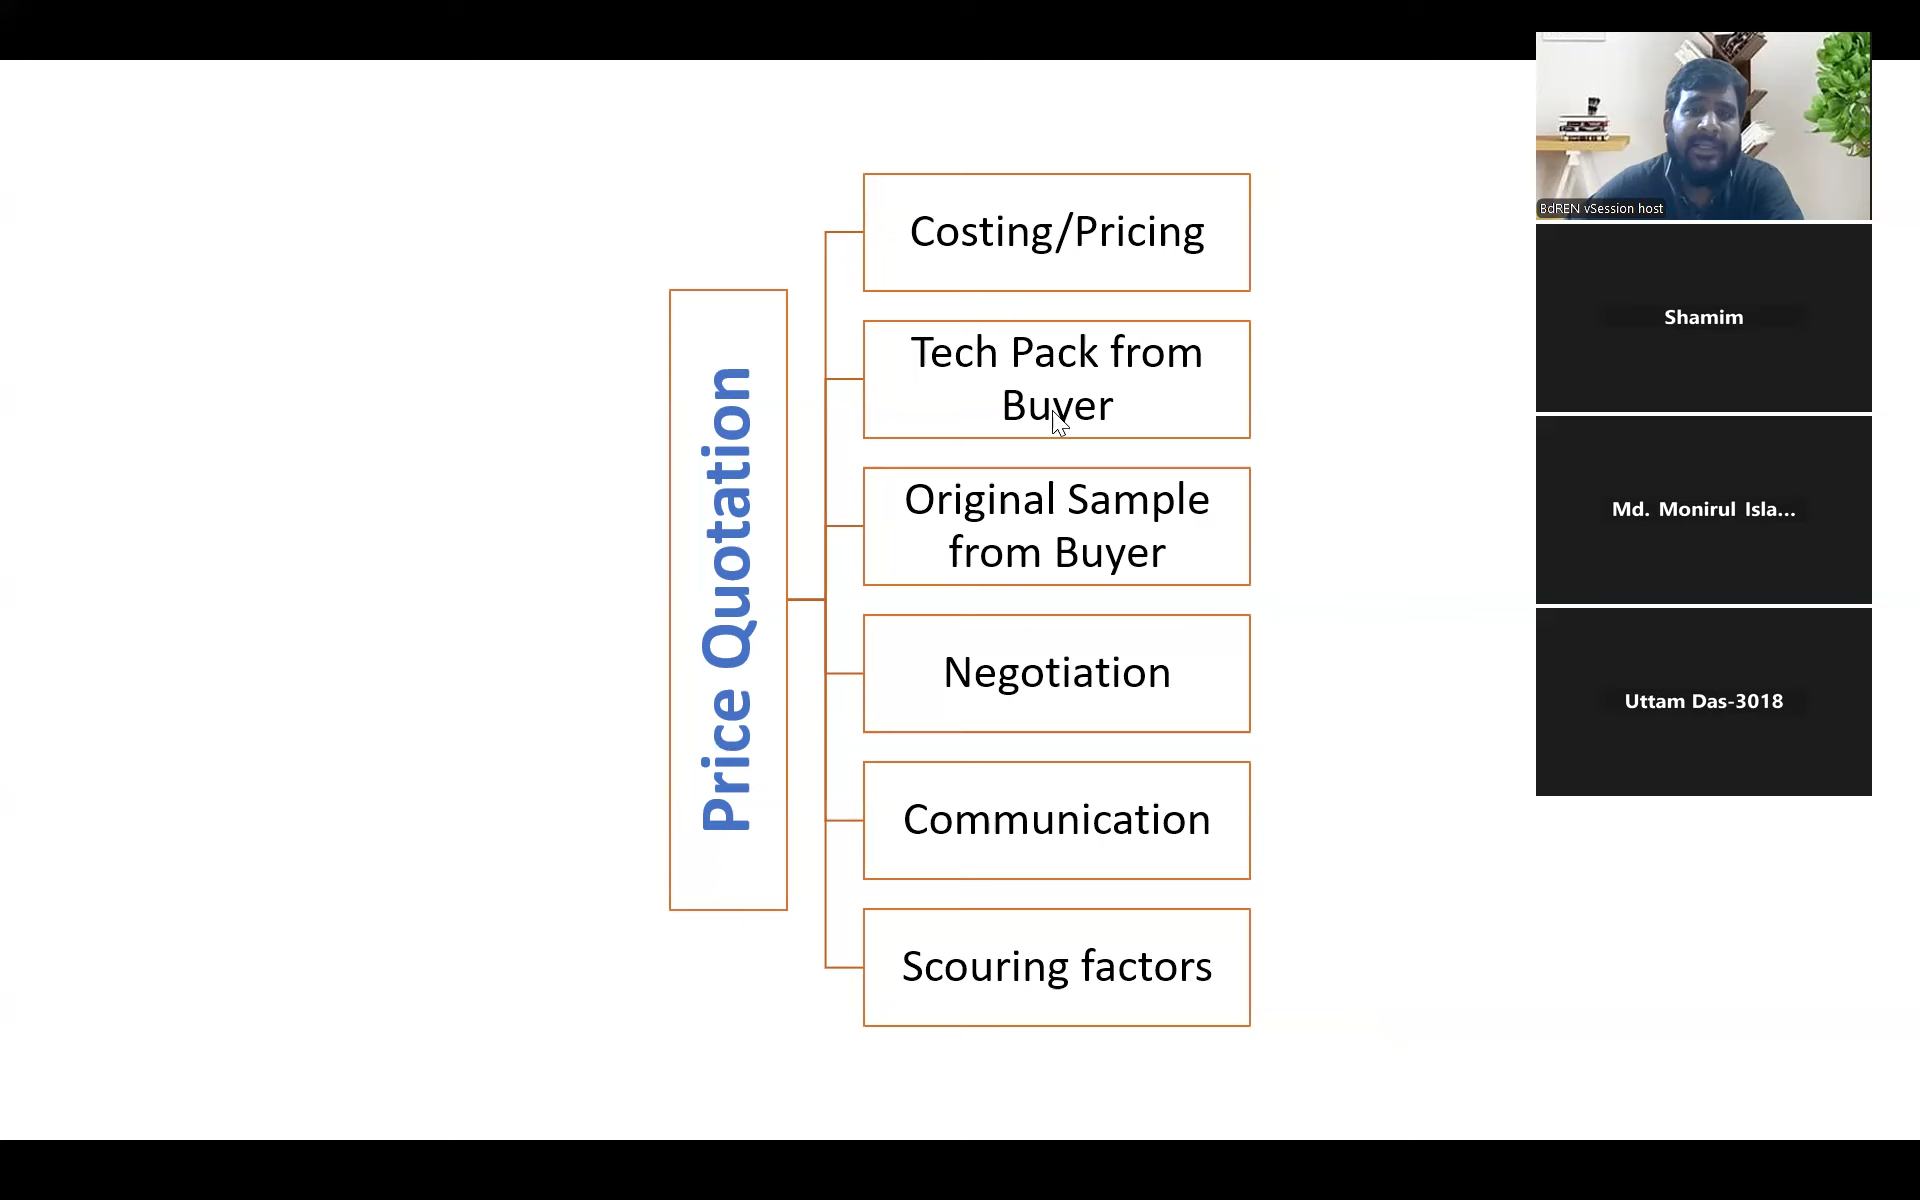 Price Quotation
Costing/Pricing
Tech Pack from
Buyer
Original Sample
from Buyer
Negotiation
Communication
Scouring factors
BdREN vSession host
Shamim
Md. Monirul Isla...
Uttam Das-3018